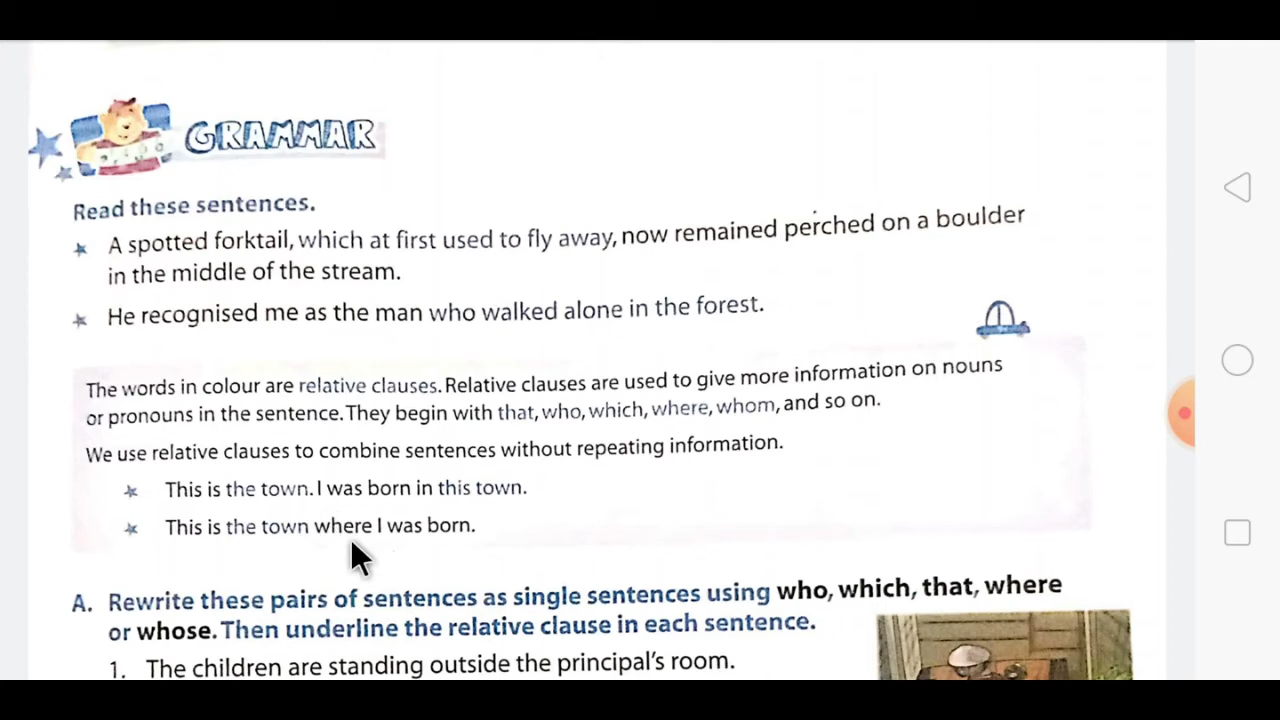 GRAMMAR
Read these sentences.
A spotted forktail, which at first used to fly away, now remained perched on a boulder
in the middle of the stream.
He recognised me as the man who walked alone in the forest.
The words in colour are relative clauses. Relative clauses are used to give more information on nouns
or pronouns in the sentence. They begin with that, who, which, where, whom, and so on.
We use relative clauses to combine sentences without repeating information.
This is the town. I was born in this town.
This is the town where I was born.
A. Rewrite these pairs of sentences as single sentences using who, which, that, where
or whose. Then underline the relative clause in each sentence.
1. The children are standing outside the principal's room.